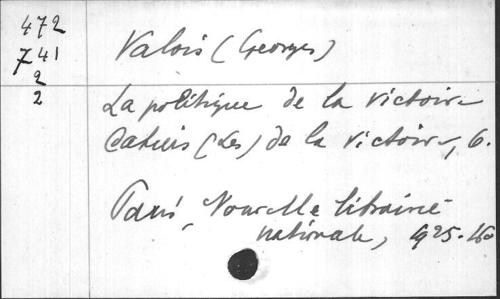 472
741
2
2
Valois (Georges)
La politique de la victoire
Cahiers (Les) de la victoire, 6.
Paris, Nouvelle librairie
nationale, 1925. 16º